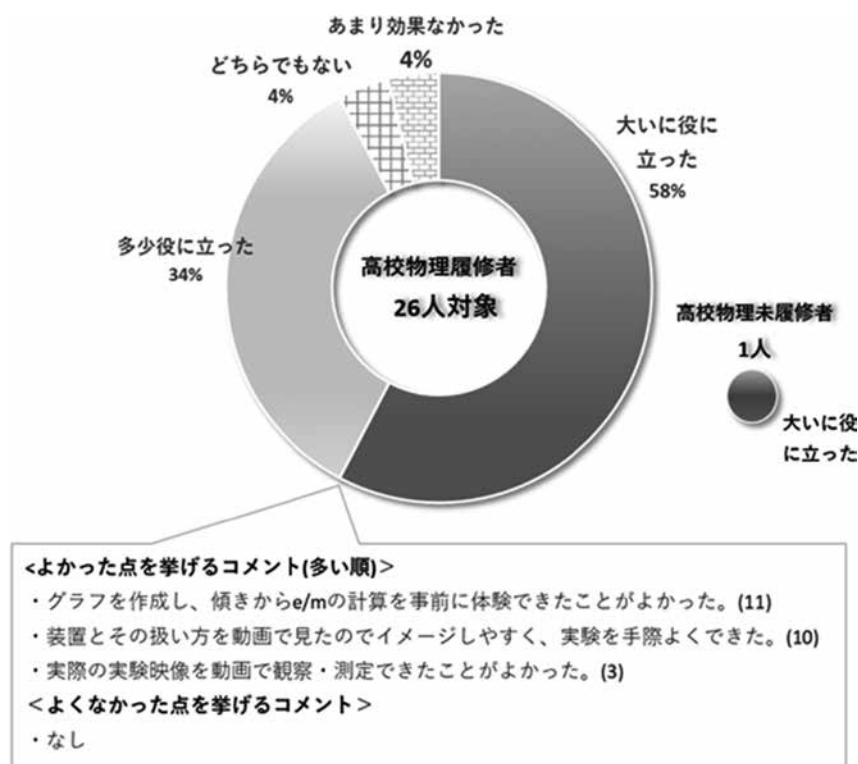 あまり効果なかった
4%
どちらでもない
4%
大いに役に
立った
58%
多少役に立った
34%
高校物理履修者
26人対象
高校物理未履修者
1人
大いに役
に立った
<よかった点を挙げるコメント(多い順)>
・グラフを作成し、傾きからe/mの計算を事前に体験できたことがよかった。(11)
・装置とその扱い方を動画で見たのでイメージしやすく、実験を手際よくできた。(10)
・実際の実験映像を動画で観察・測定できたことがよかった。(3)
＜よくなかった点を挙げるコメント＞
・なし